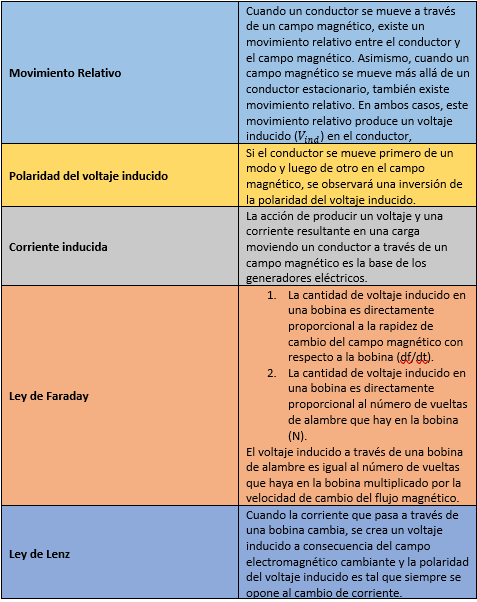 Movimiento Relativo
Cuando un conductor se mueve a través
de un campo magnético, existe un
movimiento relativo entre el conductor y
el campo magnético. Asimismo, cuando un
campo magnético se mueve más allá de un
conductor estacionario, también existe
movimiento relativo. En ambos casos, este
movimiento relativo produce un voltaje
inducido (V_ind) en el conductor,
Polaridad del voltaje inducido
Si el conductor se mueve primero de un
modo y luego de otro en el campo
magnético, se observará una inversión de
la polaridad del voltaje inducido.
Corriente inducida
La acción de producir un voltaje y una
corriente resultante en una carga
moviendo un conductor a través de un
campo magnético es la base de los
generadores eléctricos.
Ley de Faraday
1. La cantidad de voltaje inducido en
una bobina es directamente
proporcional a la rapidez de
cambio del campo magnético con
respecto a la bobina (df/dt).
2. La cantidad de voltaje inducido en
una bobina es directamente
proporcional al número de vueltas
de alambre que hay en la bobina
(N).
El voltaje inducido a través de una bobina
de alambre es igual al número de vueltas
que haya en la bobina multiplicado por la
velocidad de cambio del flujo magnético.
Ley de Lenz
Cuando la corriente que pasa a través de
una bobina cambia, se crea un voltaje
inducido a consecuencia del campo
electromagnético cambiante y la polaridad
del voltaje inducido es tal que siempre se
opone al cambio de corriente.